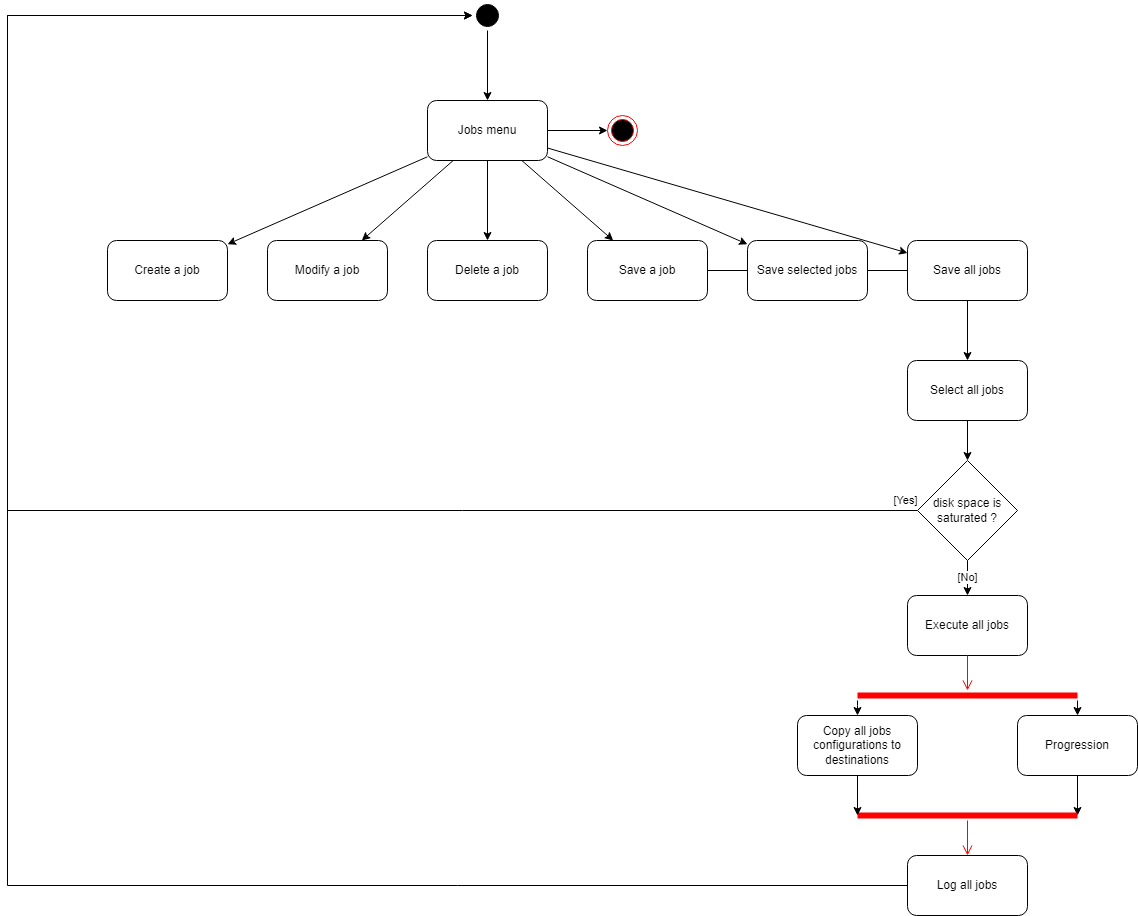 Jobs menu
Create a job
Modify a job
Delete a job
Save a job
Save selected jobs
Save all jobs
Select all jobs
[Yes]
disk space is
saturated ?
[No]
Execute all jobs
Copy all jobs
configurations to
destinations
Progression
Log all jobs